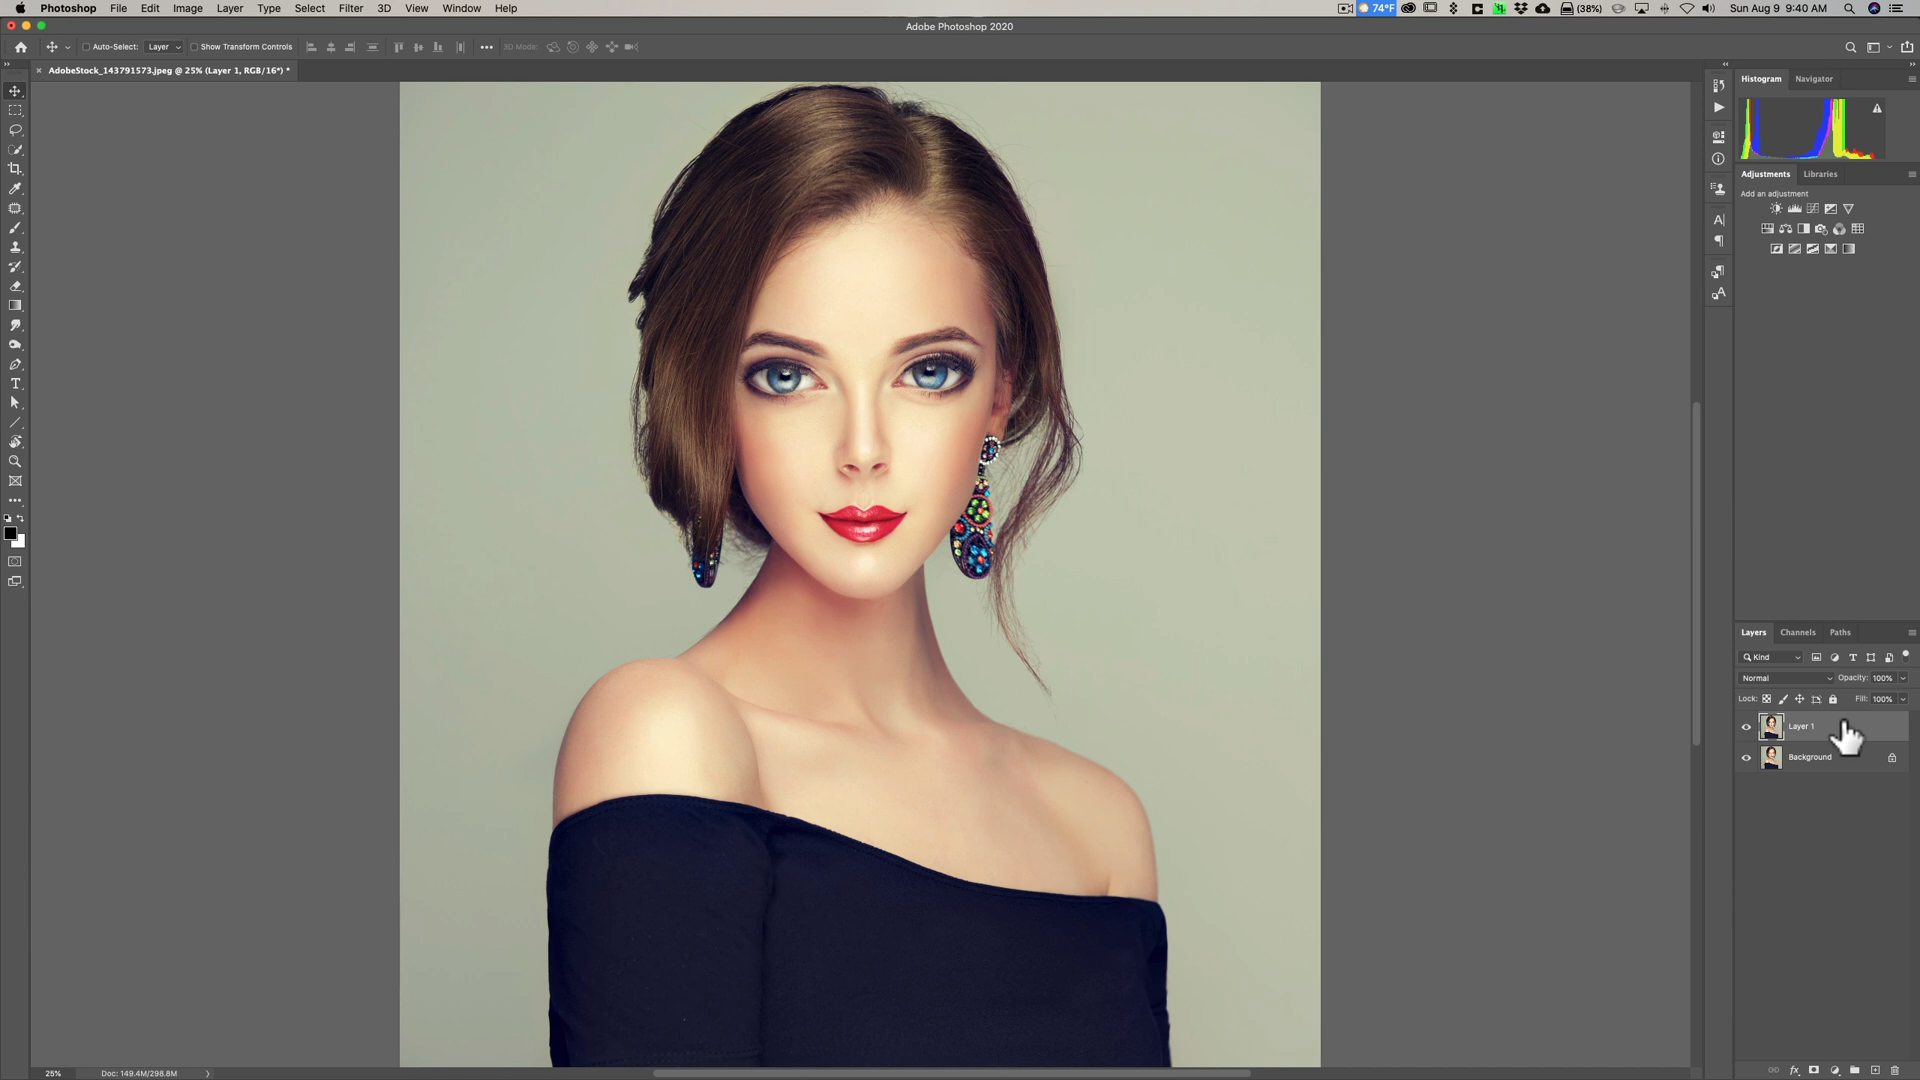 Photoshop File Edit Image Layer Type Select Filter 3D View Window Help
74°F (38%) Sun Aug 9 9:40 AM
Adobe Photoshop 2020
Auto-Select: Layer Show Transform Controls 3D Mode:
AdobeStock_143791573.jpeg @ 25% (Layer 1, RGB/16*) *
Histogram Navigator
Adjustments Libraries
Add an adjustment
Layers Channels Paths
Kind
Normal Opacity: 100%
Lock: Fill: 100%
Layer 1
Background
25% Doc: 149.4M/298.8M